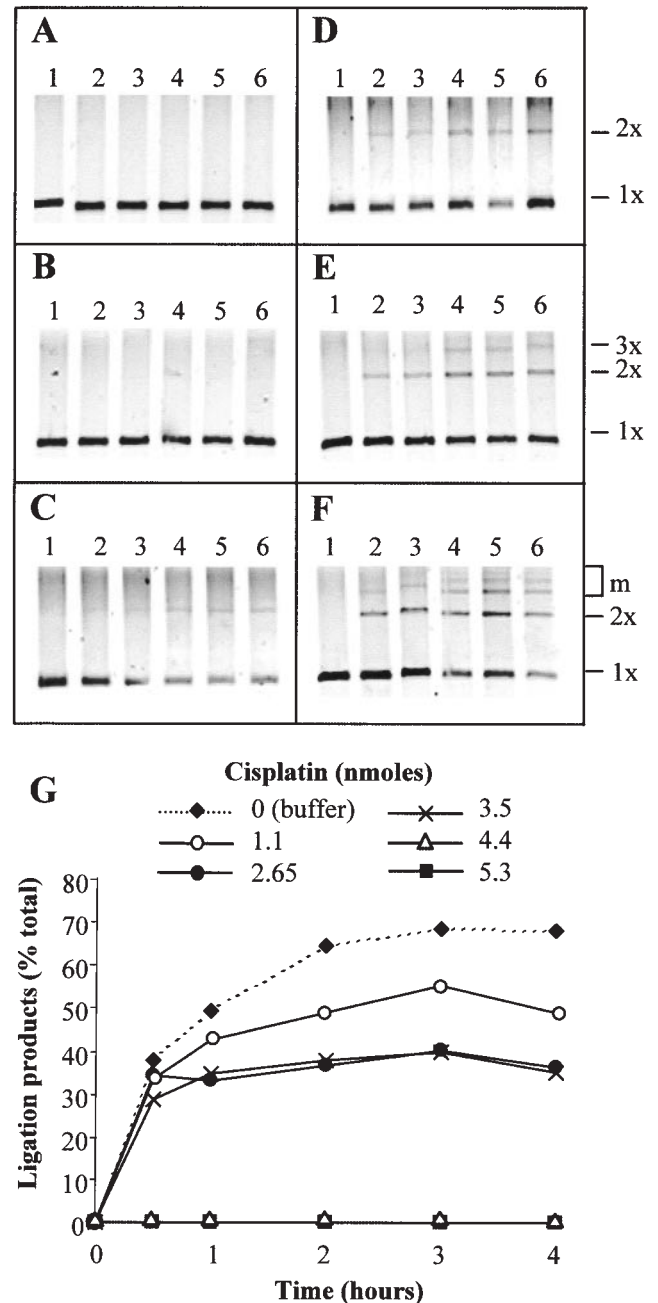 A
1 2 3 4 5 6
D
1 2 3 4 5 6
2x
1x
B
1 2 3 4 5 6
E
1 2 3 4 5 6
3x
2x
1x
C
1 2 3 4 5 6
F
1 2 3 4 5 6
m
2x
1x
G
Cisplatin (nmoles)
0 (buffer) 3.5
1.1 4.4
2.65 5.3
Ligation products (% total)
80
70
60
50
40
30
20
10
0
0 1 2 3 4
Time (hours)